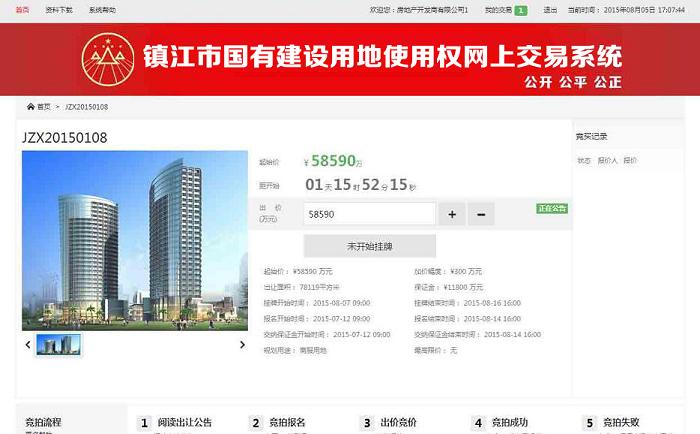 首页 资料下载 系统帮助 欢迎您：房地产开发商有限公司1 我的交易 1 退出 当前时间： 2015年08月05日 17:07:44
镇江市国有建设用地使用权网上交易系统
公开 公平 公正
首页 > JZX20150108
JZX20150108
竞买记录
状态 报价人 报价
起始价 ¥58590万
距开始 01天15时52分15秒
出 价 58590 + − 正在公告
(万元)
未开始挂牌
起始价： ¥58590 万元 加价幅度： ¥300 万元
出让面积： 78119平方米 保证金： ¥11800 万元
挂牌开始时间： 2015-08-07 09:00 挂牌结束时间： 2015-08-16 16:00
报名开始时间： 2015-07-12 09:00 报名结束时间： 2015-08-14 16:00
交纳保证金开始时间： 2015-07-12 09:00 交纳保证金结束时间： 2015-08-14 16:00
规划用途： 商服用地 最高限价： 无
竞拍流程 1 阅读出让公告 2 竞拍报名 3 出价竞价 4 竞拍成功 5 竞拍失败